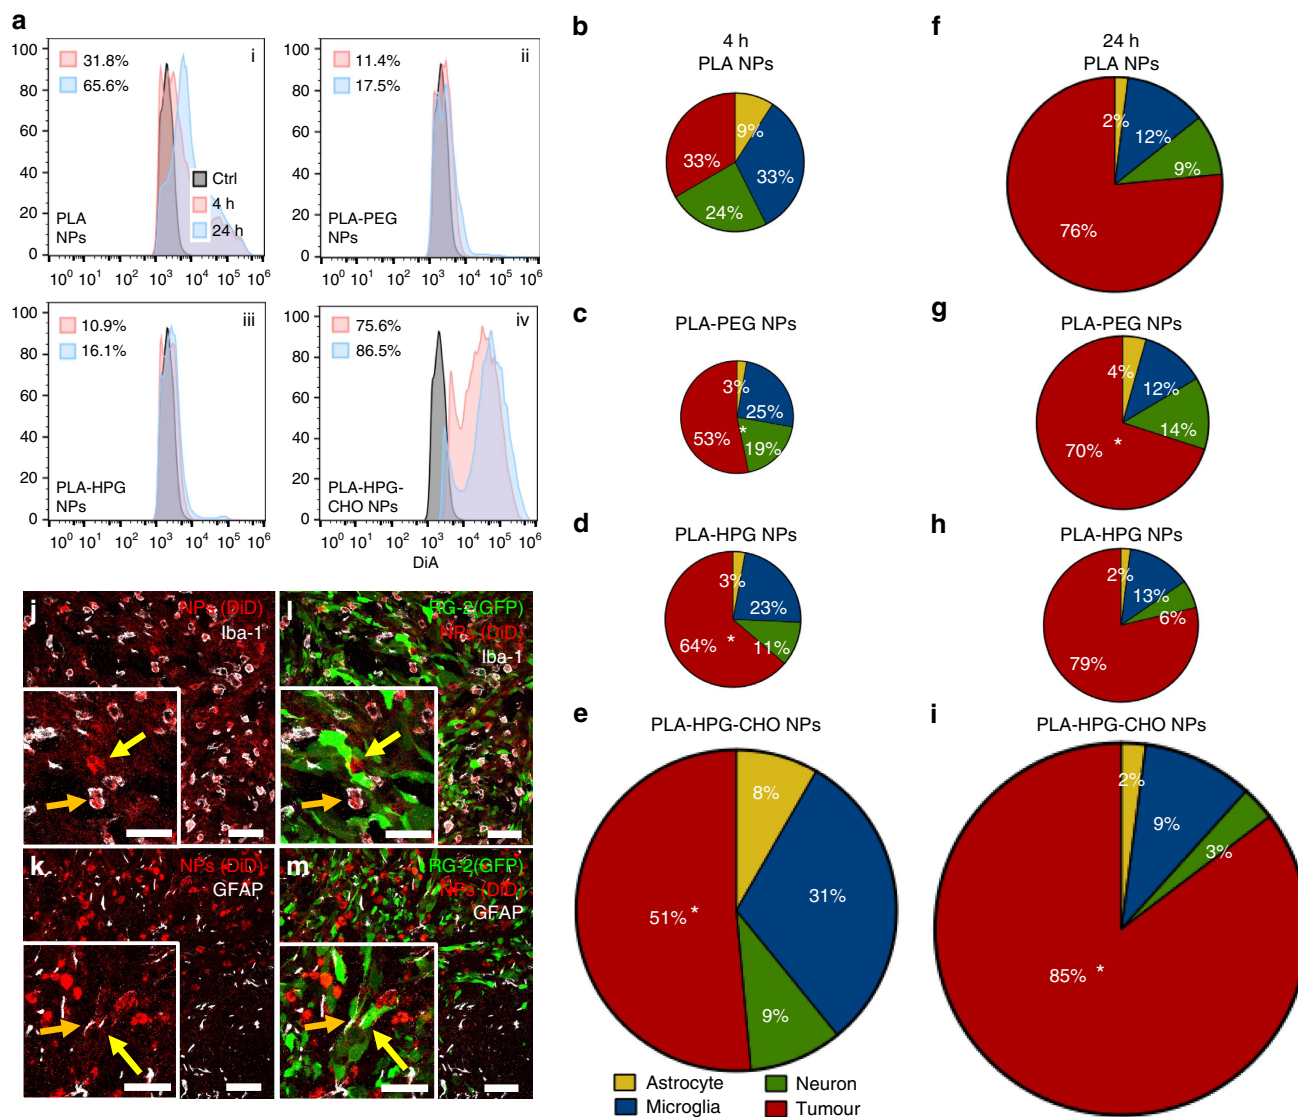 a
100
80
60
40
20
0
31.8%
65.6%
i
Ctrl
4 h
24 h
PLA
NPs
10⁰ 10¹ 10² 10³ 10⁴ 10⁵ 10⁶
100
80
60
40
20
0
11.4%
17.5%
ii
PLA-PEG
NPs
10⁰ 10¹ 10² 10³ 10⁴ 10⁵ 10⁶
100
80
60
40
20
0
10.9%
16.1%
iii
PLA-HPG
NPs
10⁰ 10¹ 10² 10³ 10⁴ 10⁵ 10⁶
100
80
60
40
20
0
75.6%
86.5%
iv
PLA-HPG-
CHO NPs
10⁰ 10¹ 10² 10³ 10⁴ 10⁵ 10⁶
DiA
b
4 h
PLA NPs
9%
33%
33%
24%
c
PLA-PEG NPs
3%
25%
53% *
19%
d
PLA-HPG NPs
3%
23%
64% *
11%
e
PLA-HPG-CHO NPs
8%
31%
51% *
9%
f
24 h
PLA NPs
2%
12%
9%
76%
g
PLA-PEG NPs
4%
12%
14%
70% *
h
PLA-HPG NPs
2%
13%
6%
79%
i
PLA-HPG-CHO NPs
2%
9%
3%
85% *
Astrocyte
Neuron
Microglia
Tumour
j
NPs (DiD)
Iba-1
l
RG-2(GFP)
NPs (DiD)
Iba-1
k
NPs (DiD)
GFAP
m
RG-2(GFP)
NPs (DiD)
GFAP